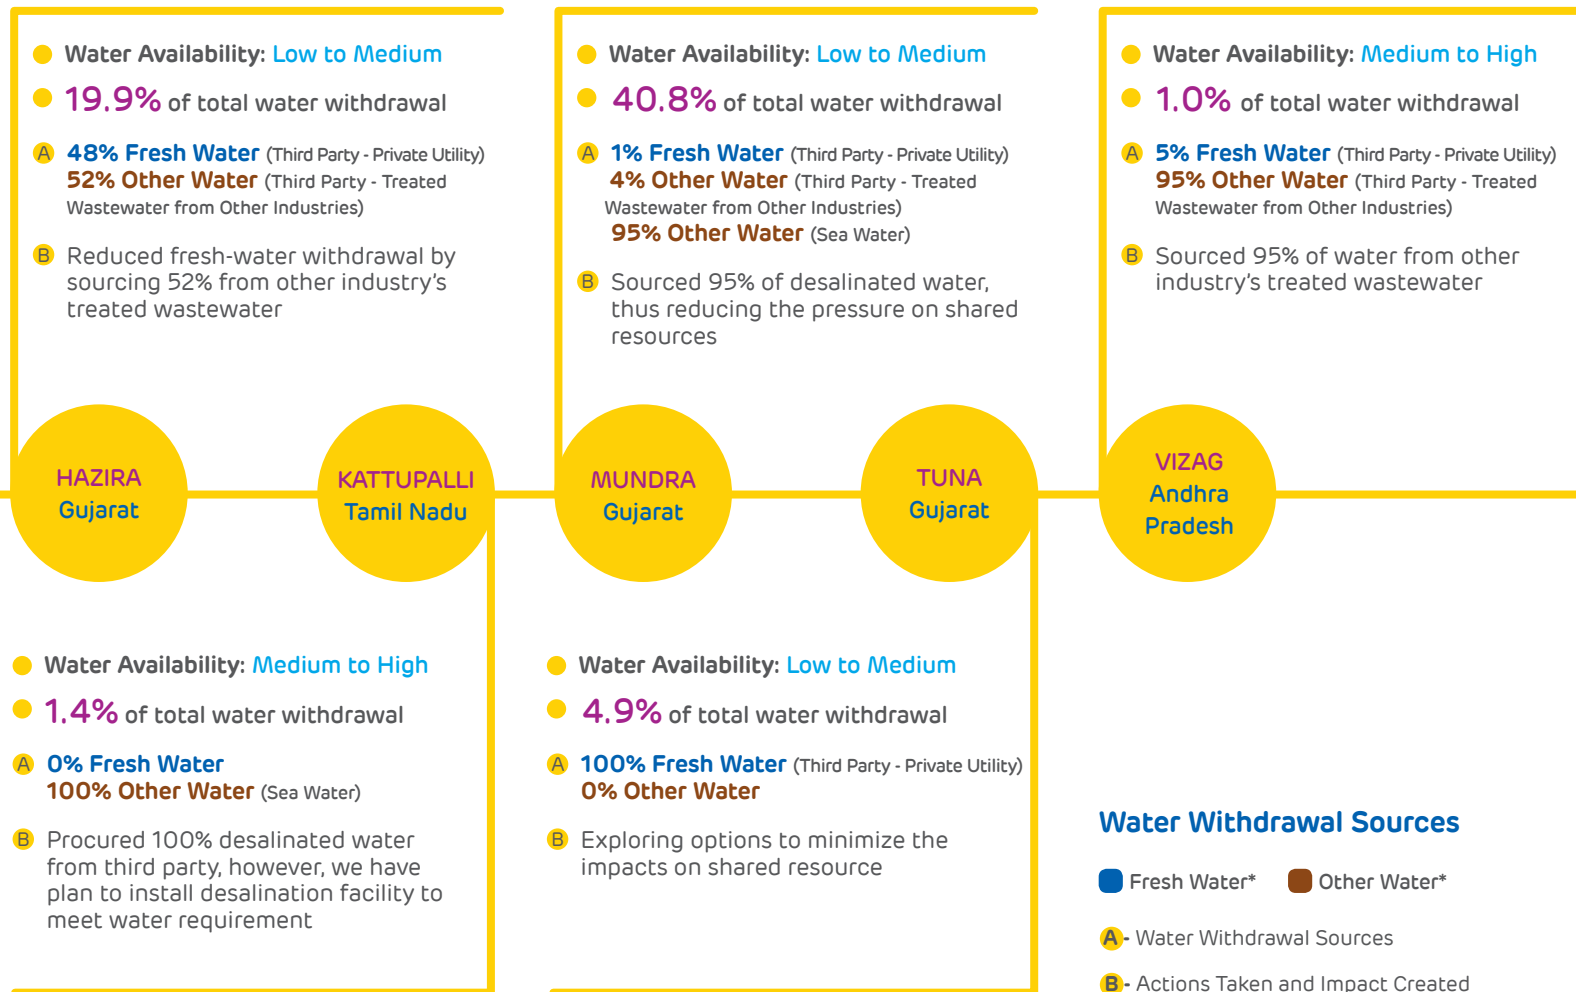 Water Availability: Low to Medium
19.9% of total water withdrawal
A 48% Fresh Water (Third Party - Private Utility)
52% Other Water (Third Party - Treated
Wastewater from Other Industries)
B Reduced fresh-water withdrawal by
sourcing 52% from other industry's
treated wastewater
Water Availability: Low to Medium
40.8% of total water withdrawal
A 1% Fresh Water (Third Party - Private Utility)
4% Other Water (Third Party - Treated
Wastewater from Other Industries)
95% Other Water (Sea Water)
B Sourced 95% of desalinated water,
thus reducing the pressure on shared
resources
Water Availability: Medium to High
1.0% of total water withdrawal
A 5% Fresh Water (Third Party - Private Utility)
95% Other Water (Third Party - Treated
Wastewater from Other Industries)
B Sourced 95% of water from other
industry's treated wastewater
HAZIRA
Gujarat
KATTUPALLI
Tamil Nadu
MUNDRA
Gujarat
TUNA
Gujarat
VIZAG
Andhra
Pradesh
Water Availability: Medium to High
1.4% of total water withdrawal
A 0% Fresh Water
100% Other Water (Sea Water)
B Procured 100% desalinated water
from third party, however, we have
plan to install desalination facility to
meet water requirement
Water Availability: Low to Medium
4.9% of total water withdrawal
A 100% Fresh Water (Third Party - Private Utility)
0% Other Water
B Exploring options to minimize the
impacts on shared resource
Water Withdrawal Sources
Fresh Water* Other Water*
A - Water Withdrawal Sources
B - Actions Taken and Impact Created